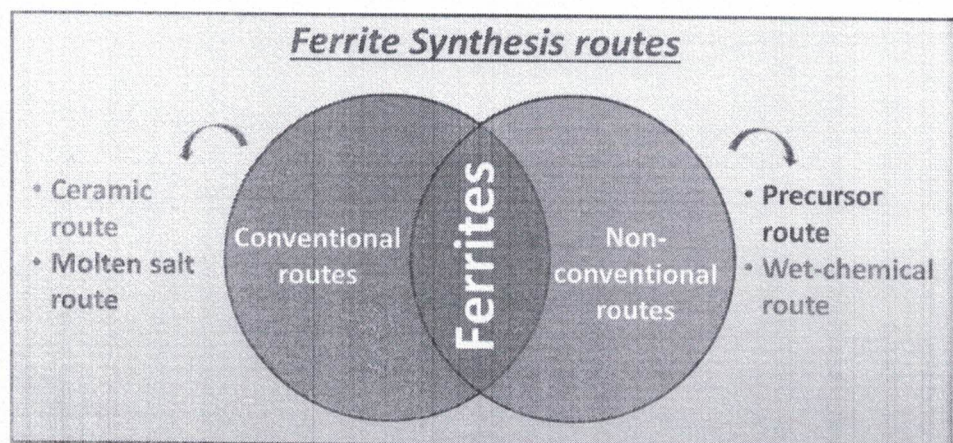 Ferrite Synthesis routes
• Ceramic
route
• Molten salt
route
Conventional
routes
Ferrites
Non-
conventional
routes
• Precursor
route
• Wet-chemical
route